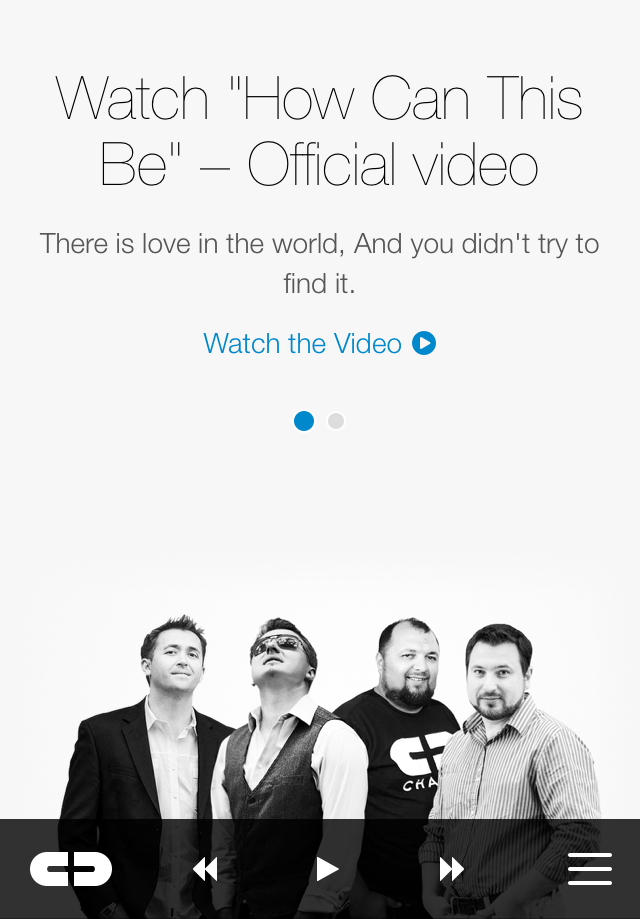 Watch "How Can This
Be" – Official video
There is love in the world, And you didn't try to
find it.
Watch the Video
CHA